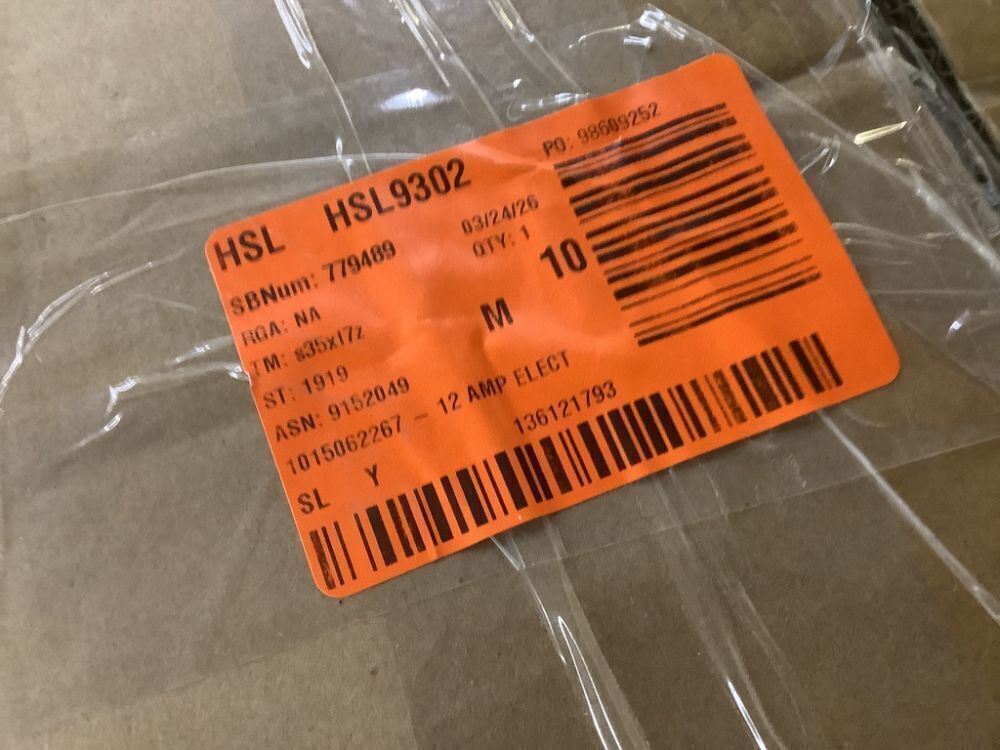 HSL HSL9302 PO: 98609252
SBNum: 779489 03/24/26
RGA: NA QTY: 1 10
TM: s35xl7z M
ST: 1919
ASN: 9152049
1015062267 – 12 AMP ELECT
SL Y 136121793